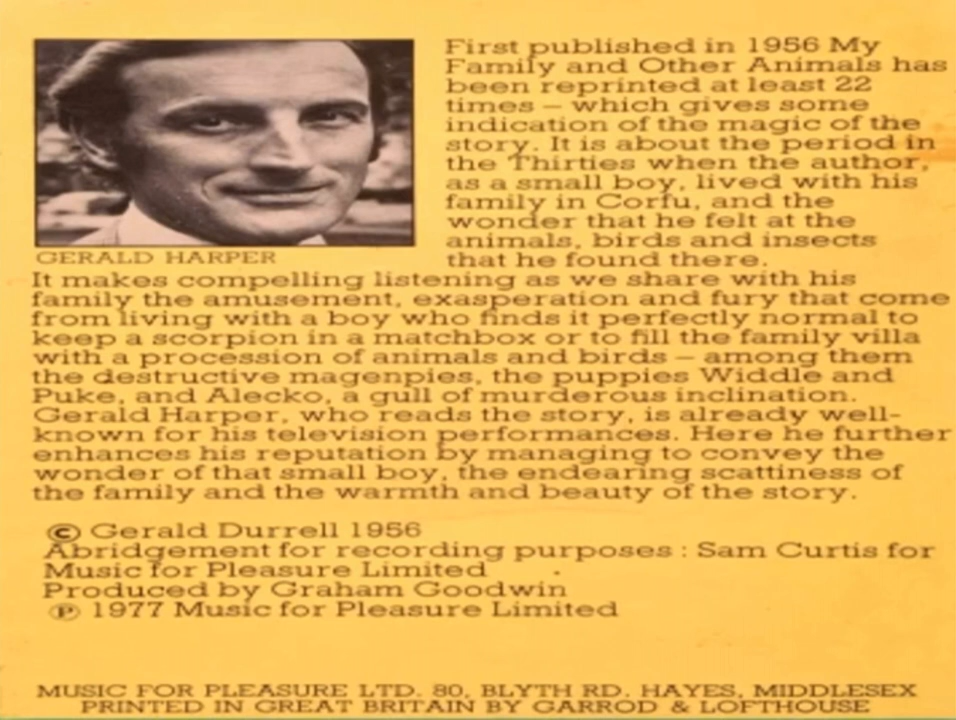 First published in 1956 My
Family and Other Animals has
been reprinted at least 22
times – which gives some
indication of the magic of the
story. It is about the period in
the Thirties when the author,
as a small boy, lived with his
family in Corfu, and the
wonder that he felt at the
animals, birds and insects
that he found there.
GERALD HARPER
It makes compelling listening as we share with his
family the amusement, exasperation and fury that come
from living with a boy who finds it perfectly normal to
keep a scorpion in a matchbox or to fill the family villa
with a procession of animals and birds – among them
the destructive magenpies, the puppies Widdle and
Puke, and Alecko, a gull of murderous inclination.
Gerald Harper, who reads the story, is already well-
known for his television performances. Here he further
enhances his reputation by managing to convey the
wonder of that small boy, the endearing scattiness of
the family and the warmth and beauty of the story.
© Gerald Durrell 1956
Abridgement for recording purposes : Sam Curtis for
Music for Pleasure Limited
Produced by Graham Goodwin
℗ 1977 Music for Pleasure Limited
MUSIC FOR PLEASURE LTD. 80, BLYTH RD. HAYES, MIDDLESEX
PRINTED IN GREAT BRITAIN BY GARROD & LOFTHOUSE